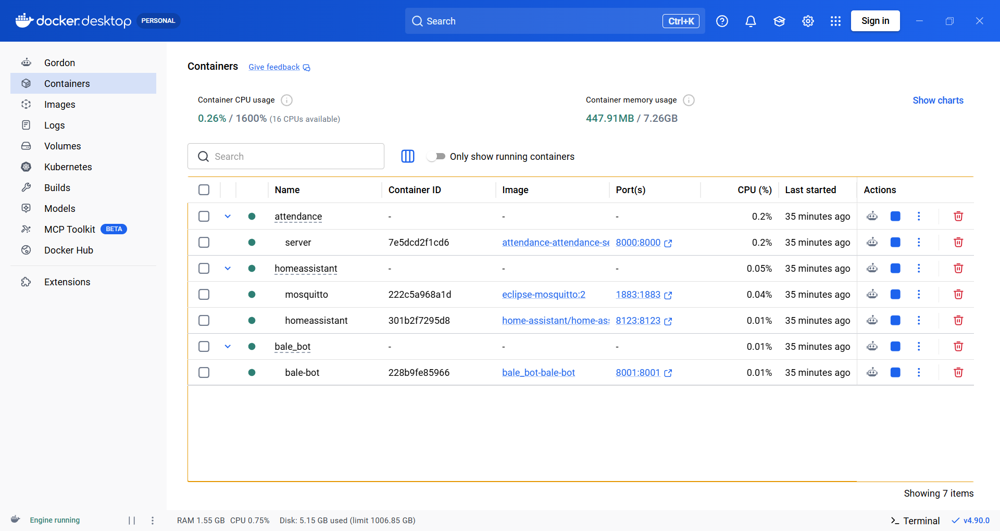 docker desktop PERSONAL Search Ctrl+K Sign in
Gordon
Containers
Images
Logs
Volumes
Kubernetes
Builds
Models
MCP Toolkit BETA
Docker Hub
Extensions
Containers Give feedback
Container CPU usage
0.26% / 1600% (16 CPUs available)
Container memory usage
447.91MB / 7.26GB
Show charts
Search
Only show running containers
Name Container ID Image Port(s) CPU (%) Last started Actions
attendance - - - 0.2% 35 minutes ago
server 7e5dcd2f1cd6 attendance-attendance-se 8000:8000 0.2% 35 minutes ago
homeassistant - - - 0.05% 35 minutes ago
mosquitto 222c5a968a1d eclipse-mosquitto:2 1883:1883 0.04% 35 minutes ago
homeassistant 301b2f7295d8 home-assistant/home-ass 8123:8123 0.01% 35 minutes ago
bale_bot - - - 0.01% 35 minutes ago
bale-bot 228b9fe85966 bale_bot-bale-bot 8001:8001 0.01% 35 minutes ago
Showing 7 items
Engine running
RAM 1.55 GB CPU 0.75% Disk: 5.15 GB used (limit 1006.85 GB)
Terminal v4.90.0